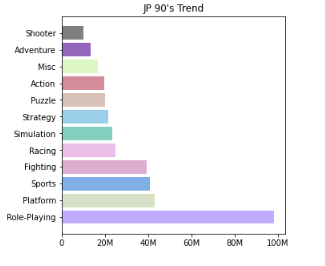 JP 90's Trend
Shooter
Adventure
Misc
Action
Puzzle
Strategy
Simulation
Racing
Fighting
Sports
Platform
Role-Playing
0 20M 40M 60M 80M 100M